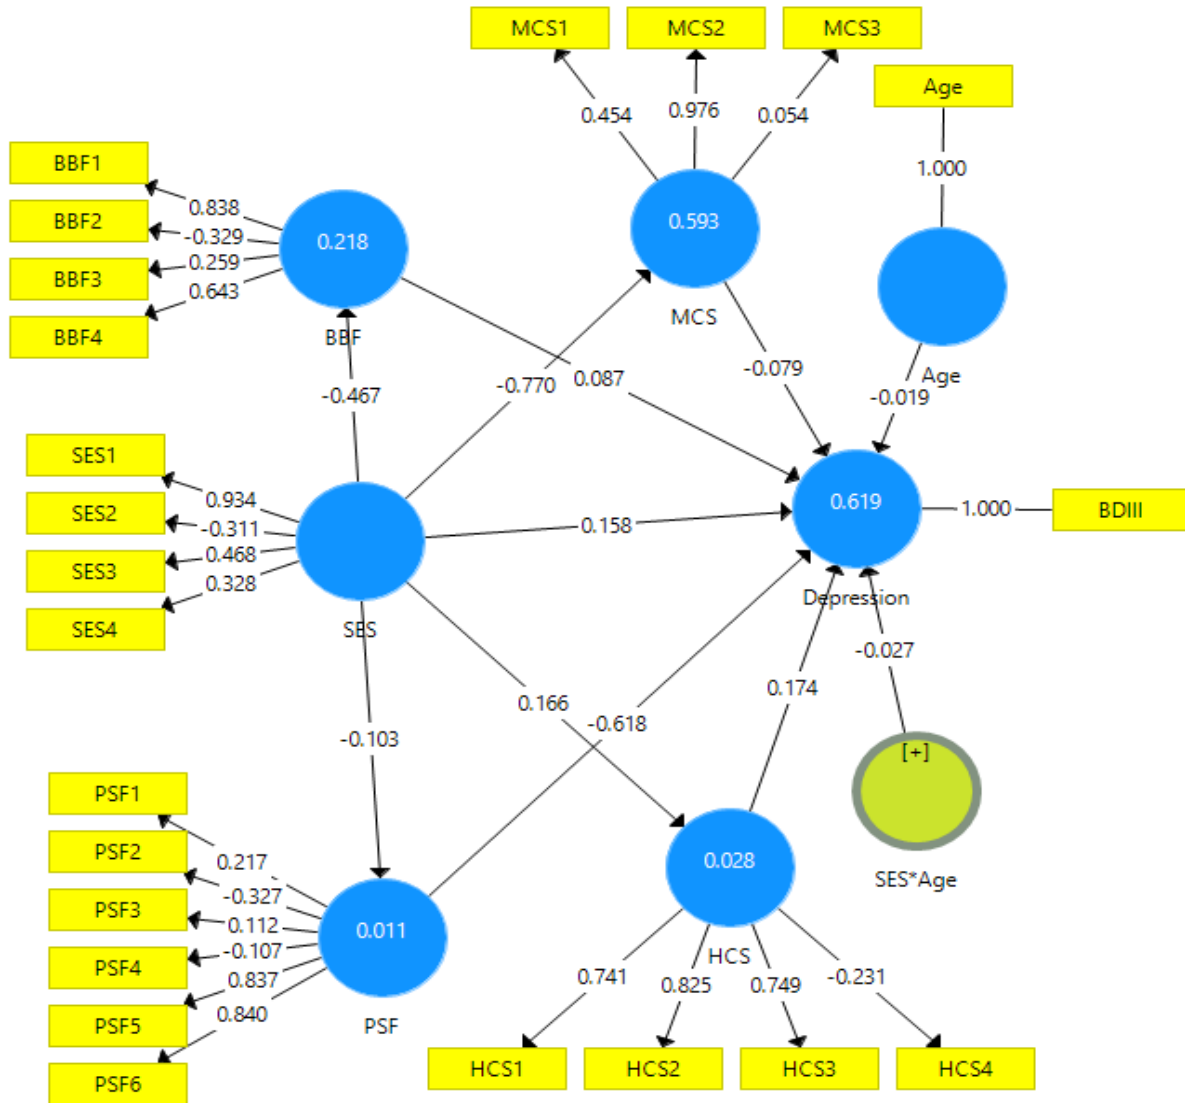 MCS1 MCS2 MCS3
Age
0.454 0.976 0.054
1.000
BBF1
BBF2
BBF3
BBF4
0.838
-0.329
0.259
0.643
0.218
BBF
0.593
MCS
Age
-0.467
-0.770
0.087
-0.079
-0.019
SES1
SES2
SES3
SES4
0.934
-0.311
0.468
0.328
SES
0.158
0.619
Depression
1.000
BDIII
-0.103
0.166
-0.618
0.174
-0.027
[+]
SES*Age
PSF1
PSF2
PSF3
PSF4
PSF5
PSF6
0.217
-0.327
0.112
-0.107
0.837
0.840
0.011
PSF
0.028
HCS
0.741 0.825 0.749 -0.231
HCS1 HCS2 HCS3 HCS4